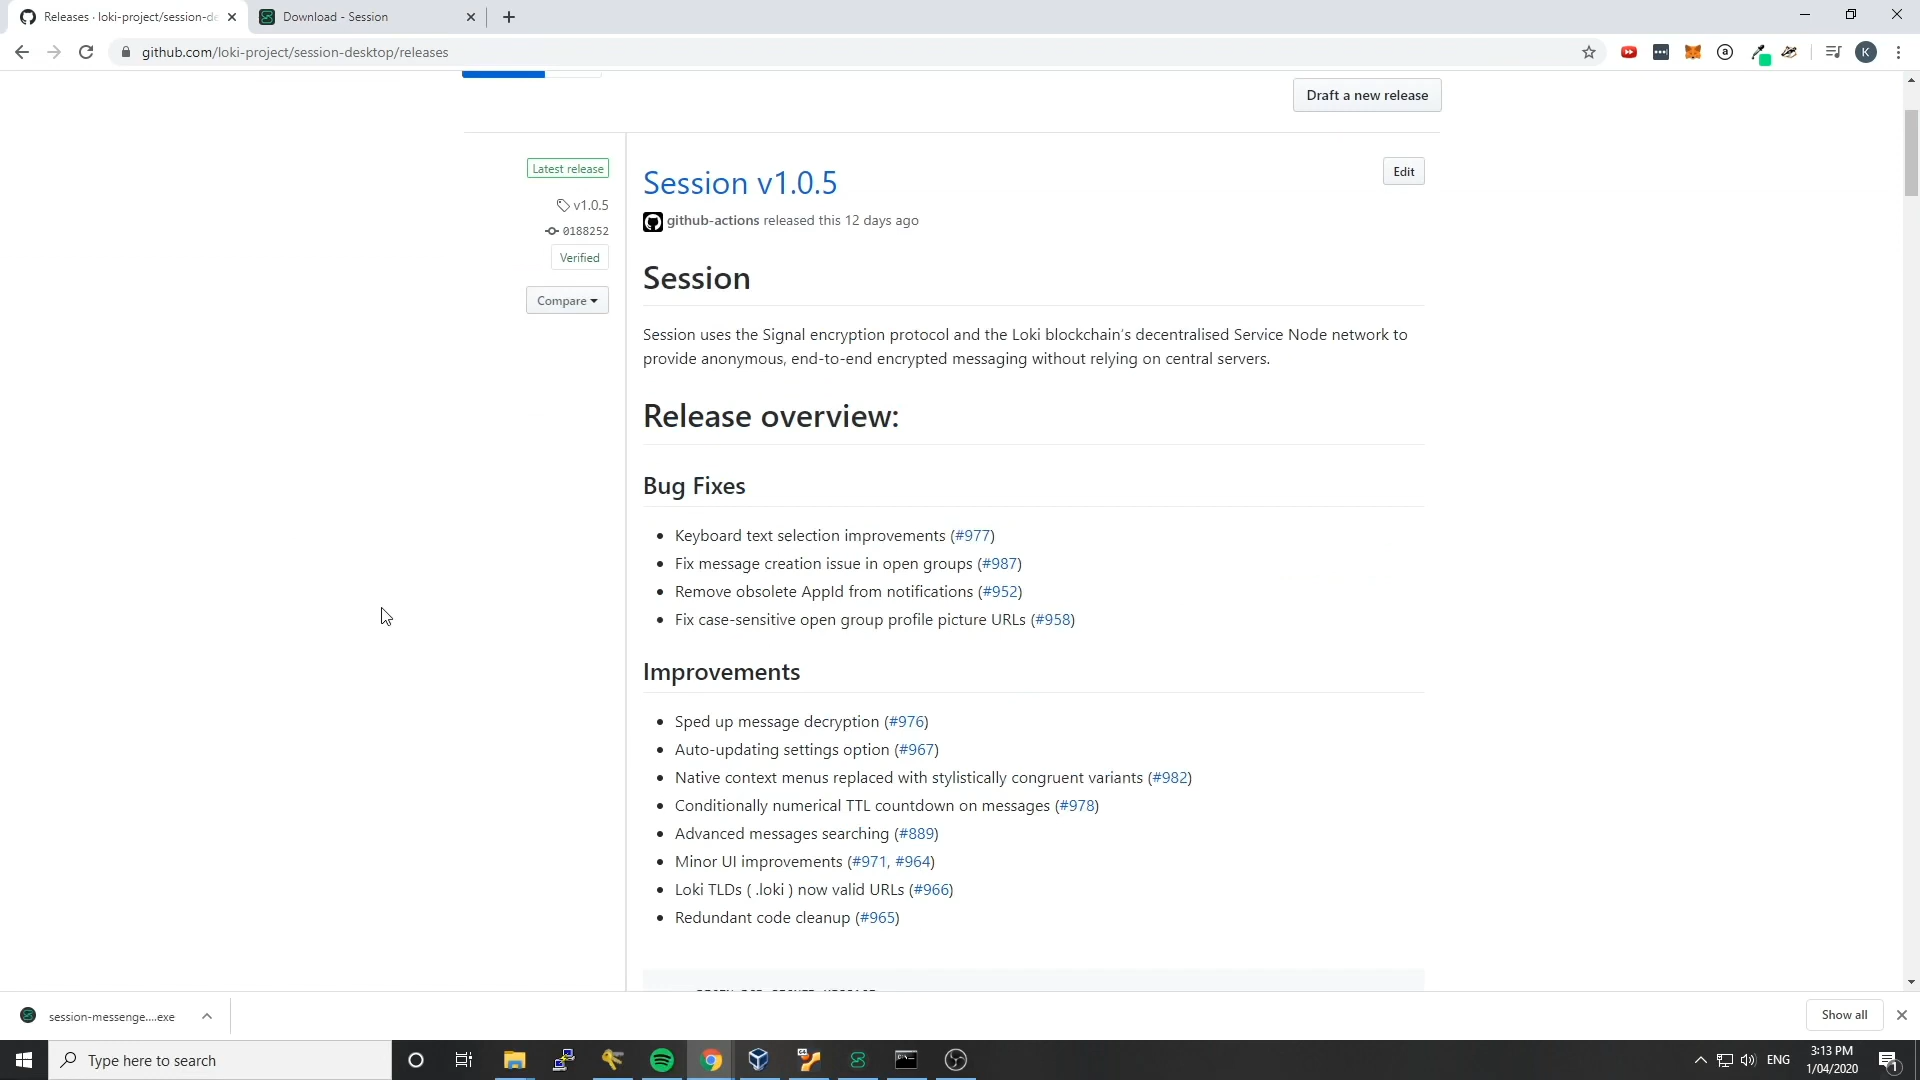 Releases · loki-project/session-de
Download - Session
github.com/loki-project/session-desktop/releases
K
Draft a new release
Latest release
Session v1.0.5
Edit
v1.0.5
github-actions released this 12 days ago
0188252
Verified
Session
Compare
Session uses the Signal encryption protocol and the Loki blockchain's decentralised Service Node network to
provide anonymous, end-to-end encrypted messaging without relying on central servers.
Release overview:
Bug Fixes
Keyboard text selection improvements (#977)
Fix message creation issue in open groups (#987)
Remove obsolete AppId from notifications (#952)
Fix case-sensitive open group profile picture URLs (#958)
Improvements
Sped up message decryption (#976)
Auto-updating settings option (#967)
Native context menus replaced with stylistically congruent variants (#982)
Conditionally numerical TTL countdown on messages (#978)
Advanced messages searching (#889)
Minor UI improvements (#971, #964)
Loki TLDs ( .loki ) now valid URLs (#966)
Redundant code cleanup (#965)
session-messenge....exe
Show all
Type here to search
ENG
3:13 PM
1/04/2020
1